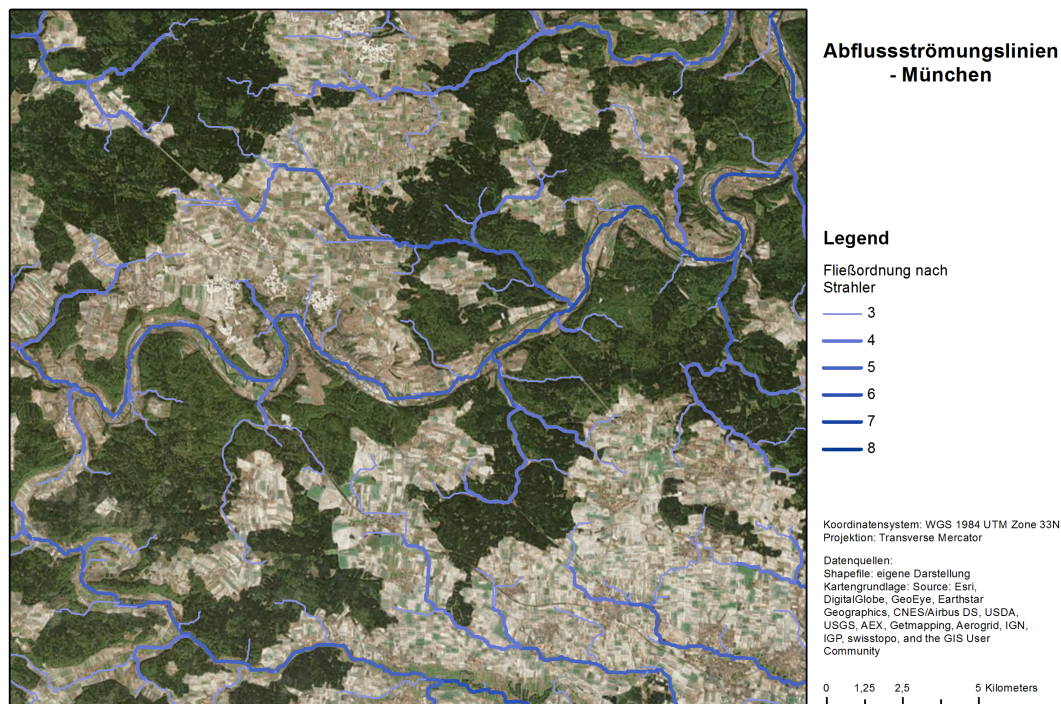 Abflussströmungslinien
- München
Legend
Fließordnung nach
Strahler
3
4
5
6
7
8
Koordinatensystem: WGS 1984 UTM Zone 33N
Projektion: Transverse Mercator
Datenquellen:
Shapefile: eigene Darstellung
Kartengrundlage: Source: Esri,
DigitalGlobe, GeoEye, Earthstar
Geographics, CNES/Airbus DS, USDA,
USGS, AEX, Getmapping, Aerogrid, IGN,
IGP, swisstopo, and the GIS User
Community
0 1,25 2,5 5 Kilometers